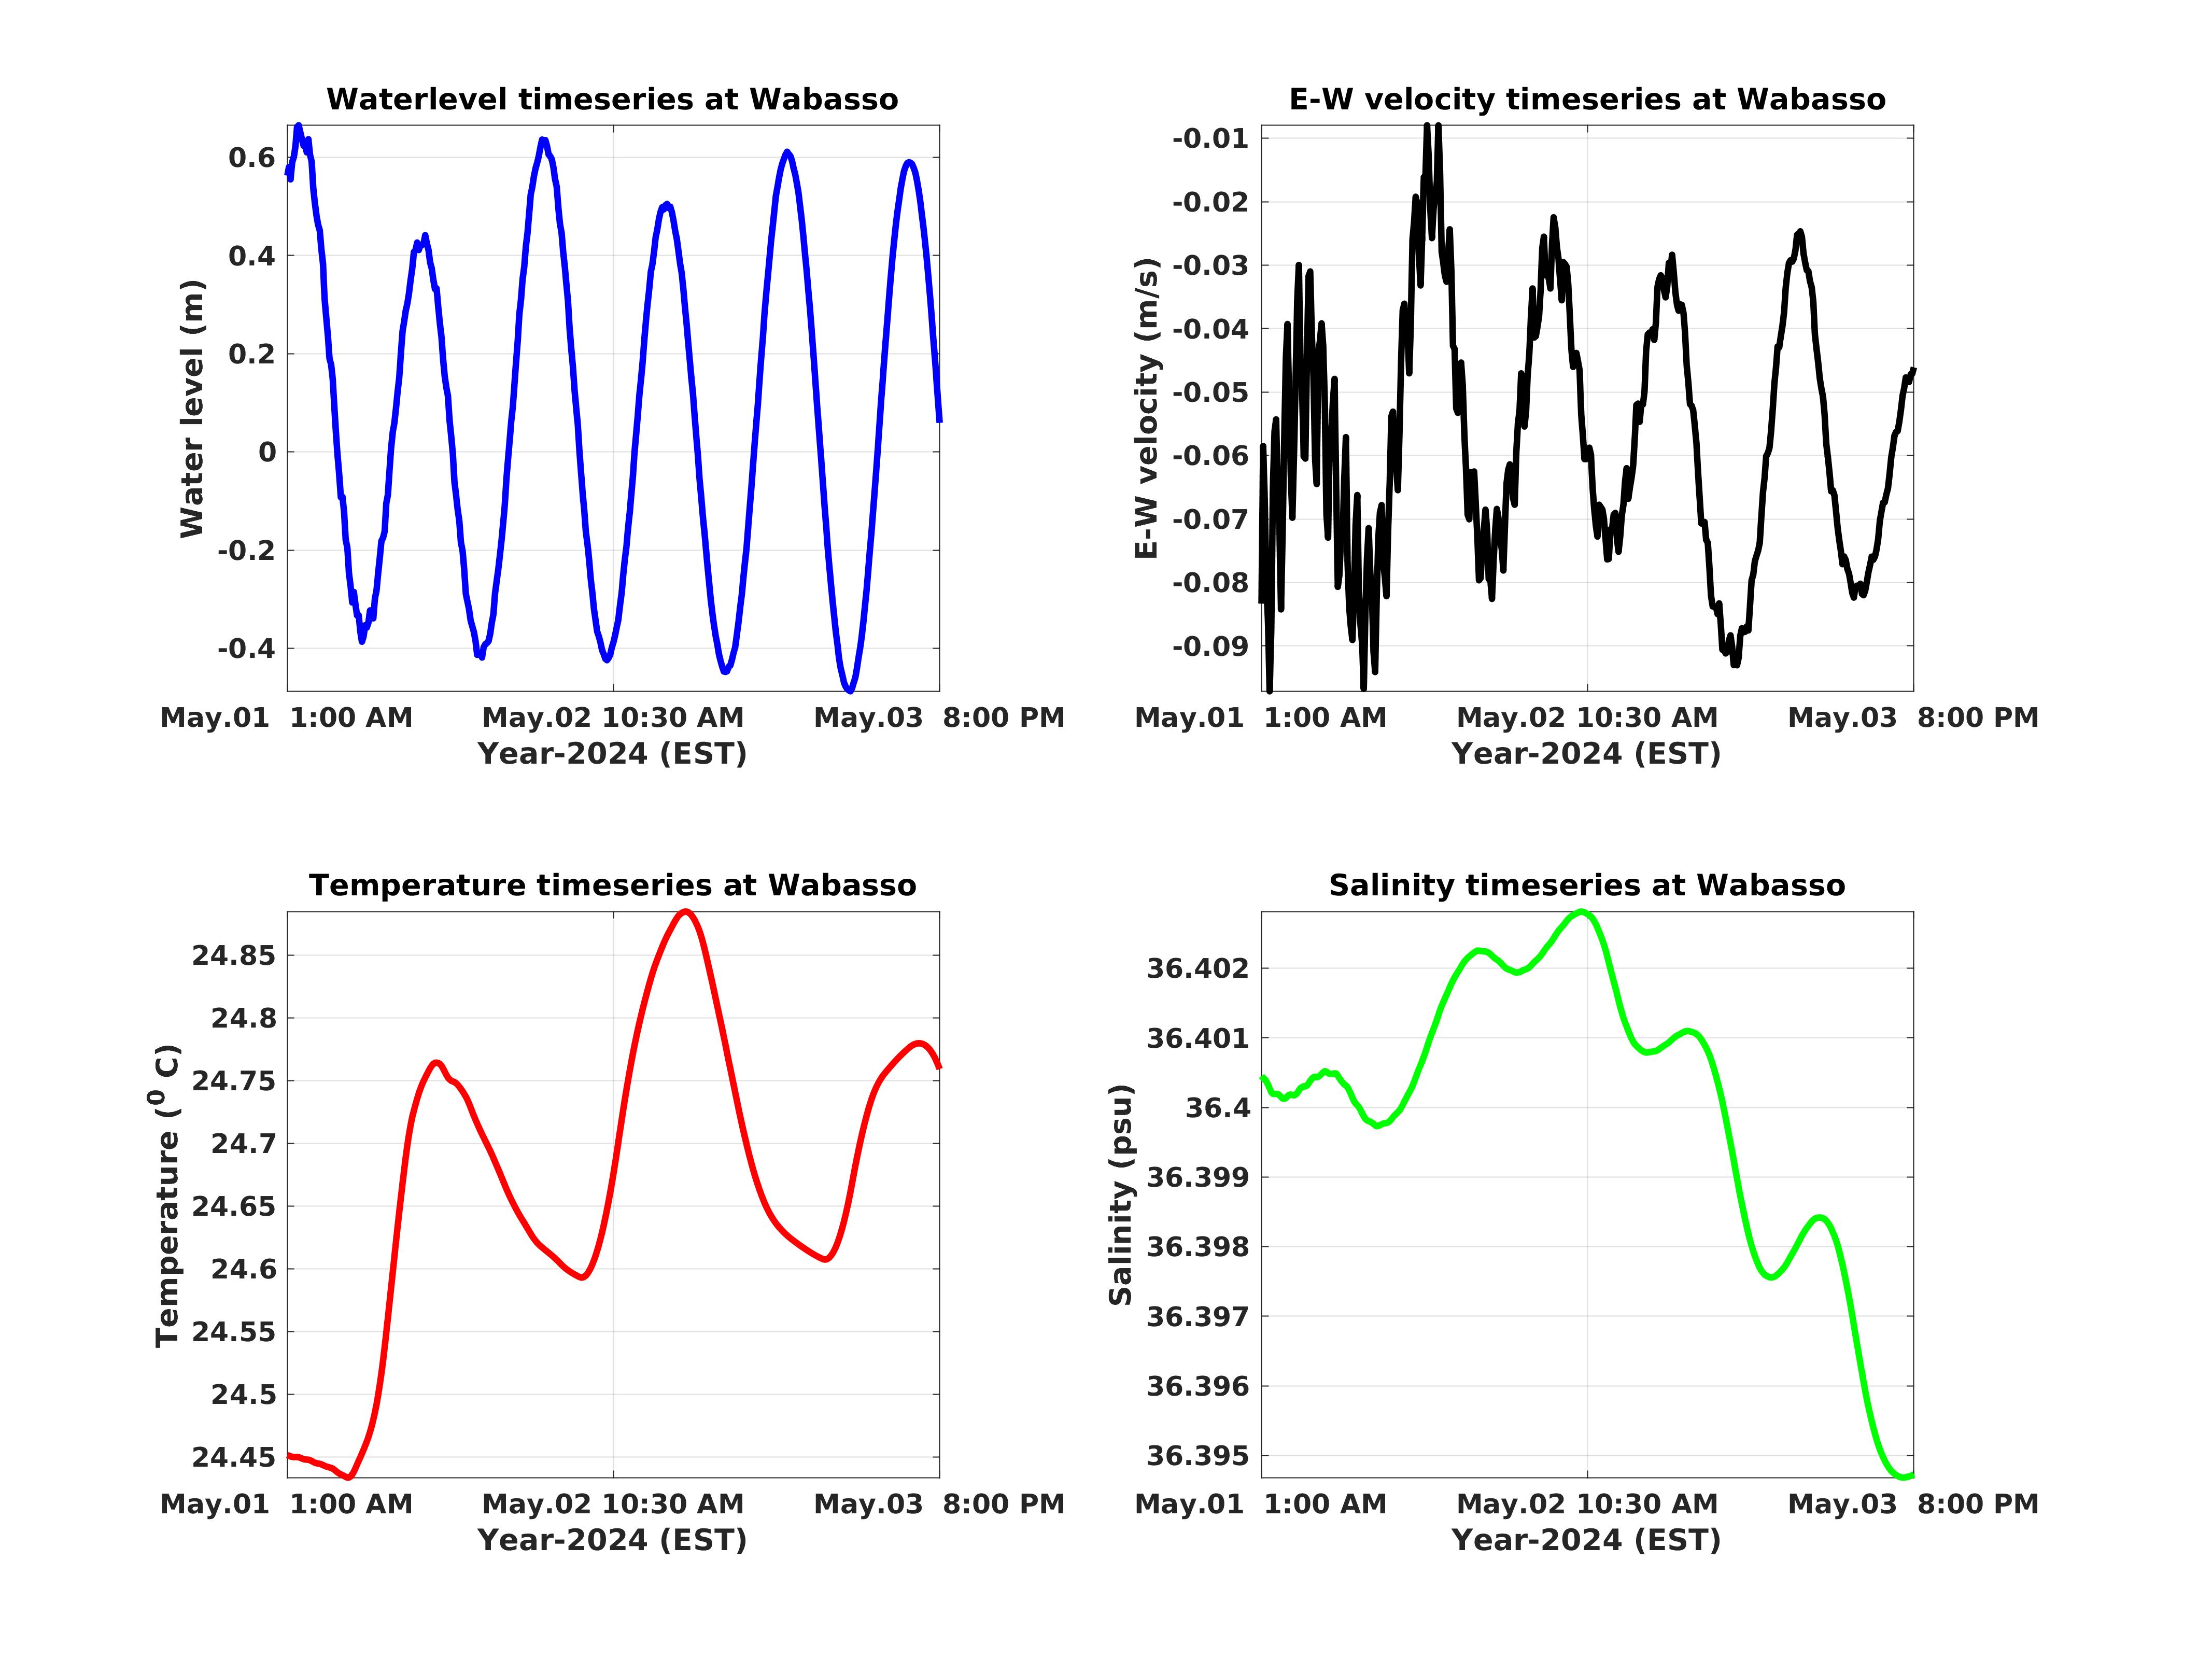 Waterlevel timeseries at Wabasso
0.6
0.4
0.2
0
-0.2
-0.4
Water level (m)
May.01  1:00 AM
May.02 10:30 AM
May.03  8:00 PM
Year-2024 (EST)
E-W velocity timeseries at Wabasso
-0.01
-0.02
-0.03
-0.04
-0.05
-0.06
-0.07
-0.08
-0.09
E-W velocity (m/s)
May.01  1:00 AM
May.02 10:30 AM
May.03  8:00 PM
Year-2024 (EST)
Temperature timeseries at Wabasso
24.85
24.8
24.75
24.7
24.65
24.6
24.55
24.5
24.45
Temperature (⁰ C)
May.01  1:00 AM
May.02 10:30 AM
May.03  8:00 PM
Year-2024 (EST)
Salinity timeseries at Wabasso
36.402
36.401
36.4
36.399
36.398
36.397
36.396
36.395
Salinity (psu)
May.01  1:00 AM
May.02 10:30 AM
May.03  8:00 PM
Year-2024 (EST)